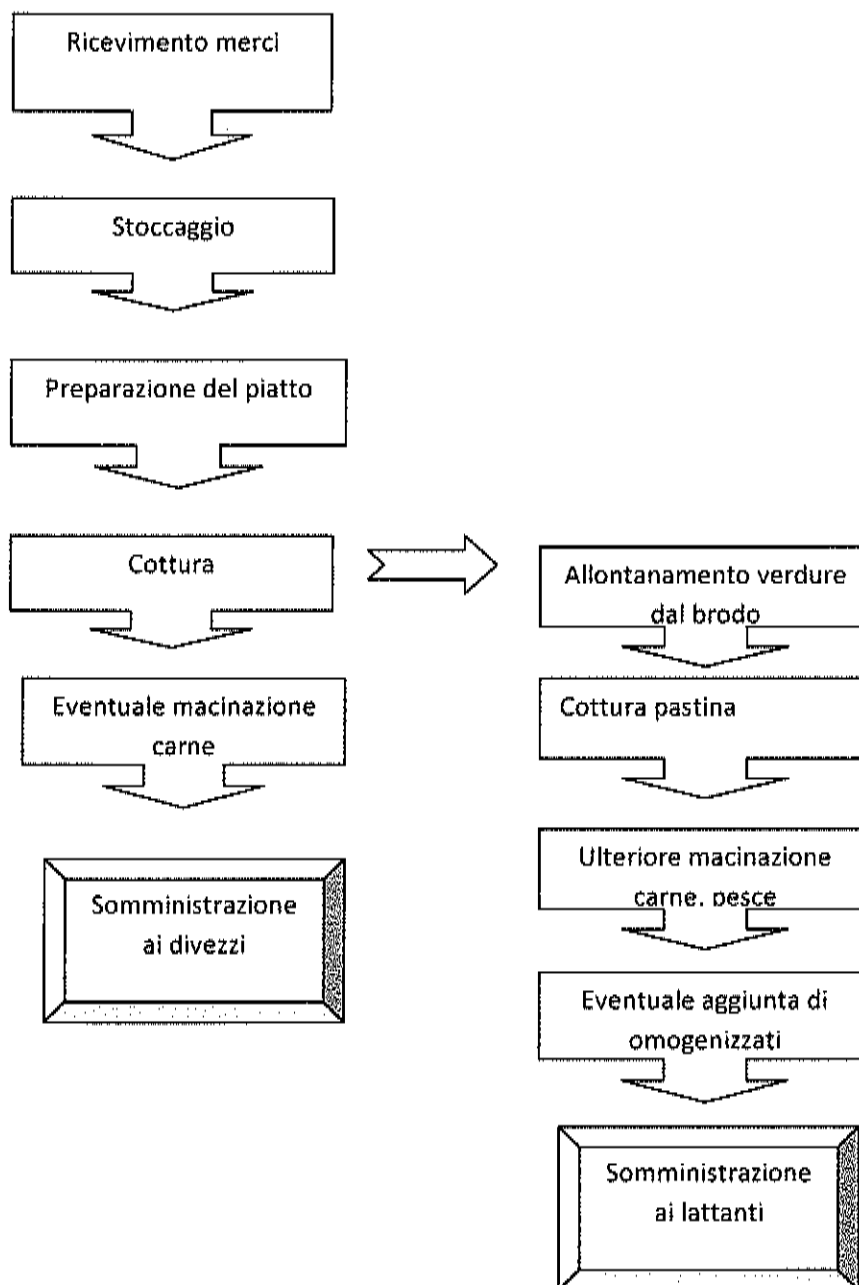 Ricevimento merci
Stoccaggio
Preparazione del piatto
Cottura
Eventuale macinazione
carne
Somministrazione
ai divezzi
Allontanamento verdure
dal brodo
Cottura pastina
Ulteriore macinazione
carne, pesce
Eventuale aggiunta di
omogenizzati
Somministrazione
ai lattanti